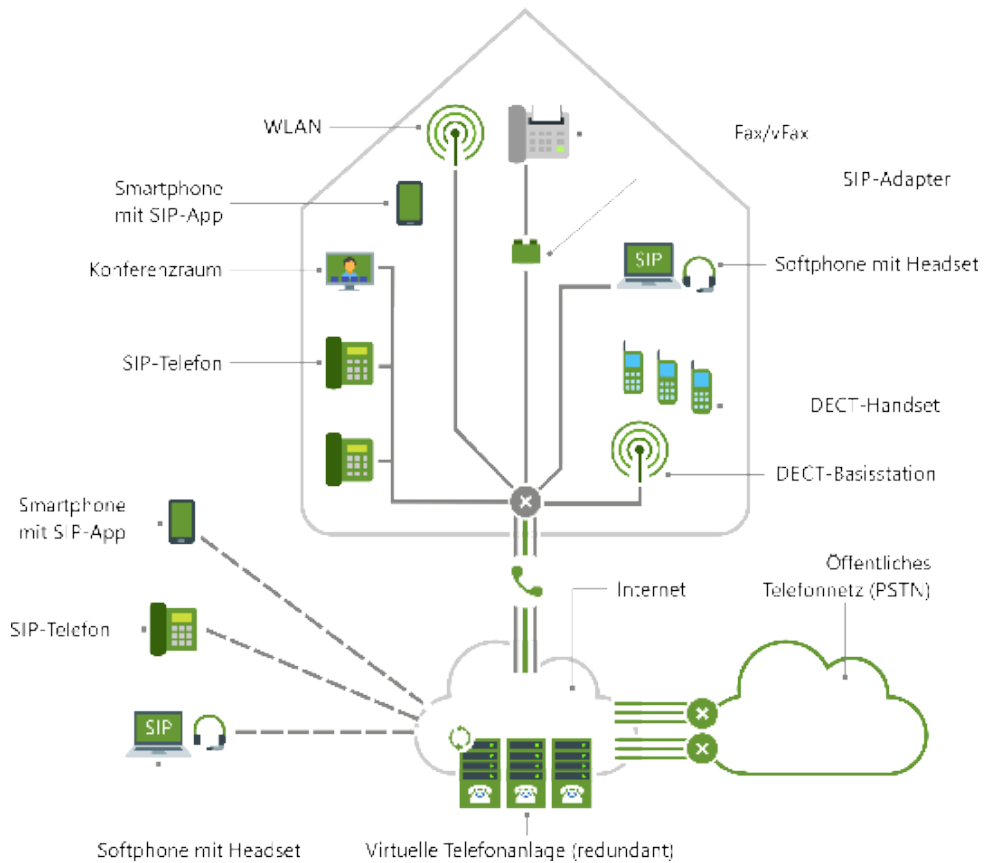 WLAN
Fax/vFax
SIP-Adapter
Smartphone
mit SIP-App
Konferenzraum
SIP
Softphone mit Headset
SIP-Telefon
DECT-Handset
DECT-Basisstation
Smartphone
mit SIP-App
Internet
Öffentliches
Telefonnetz (PSTN)
SIP-Telefon
SIP
Softphone mit Headset
Virtuelle Telefonanlage (redundant)